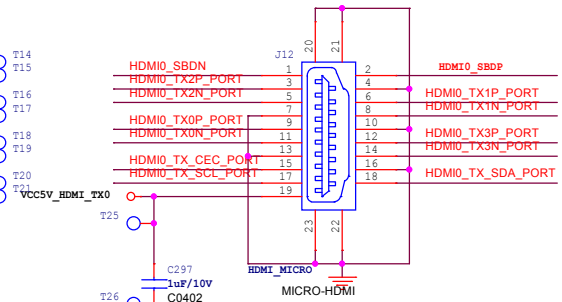 J12
20
21
T14
T15
T16
T17
T18
T19
T20
T21
HDMI0_SBDN
HDMI0_TX2P_PORT
HDMI0_TX2N_PORT
HDMI0_TX0P_PORT
HDMI0_TX0N_PORT
HDMI0_TX_CEC_PORT
HDMI0_TX_SCL_PORT
VCC5V_HDMI_TX0
1
3
5
7
9
11
13
15
17
19
2
4
6
8
10
12
14
16
18
HDMI0_SBDP
HDMI0_TX1P_PORT
HDMI0_TX1N_PORT
HDMI0_TX3P_PORT
HDMI0_TX3N_PORT
HDMI0_TX_SDA_PORT
T25
23
22
C297
1uF/10V
C0402
HDMI_MICRO
MICRO-HDMI
T26